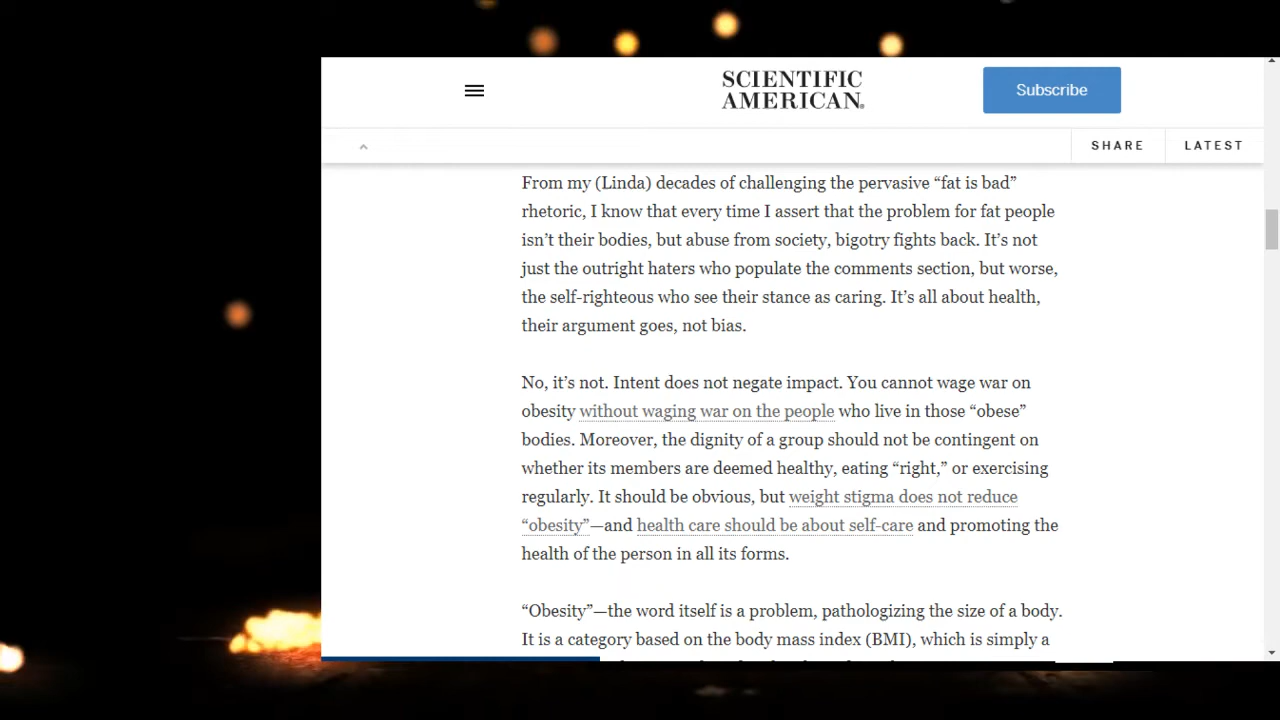 SCIENTIFIC
AMERICAN®
Subscribe
SHARE
LATEST
From my (Linda) decades of challenging the pervasive “fat is bad”
rhetoric, I know that every time I assert that the problem for fat people
isn’t their bodies, but abuse from society, bigotry fights back. It’s not
just the outright haters who populate the comments section, but worse,
the self-righteous who see their stance as caring. It’s all about health,
their argument goes, not bias.
No, it’s not. Intent does not negate impact. You cannot wage war on
obesity without waging war on the people who live in those “obese”
bodies. Moreover, the dignity of a group should not be contingent on
whether its members are deemed healthy, eating “right,” or exercising
regularly. It should be obvious, but weight stigma does not reduce
“obesity”—and health care should be about self-care and promoting the
health of the person in all its forms.
“Obesity”—the word itself is a problem, pathologizing the size of a body.
It is a category based on the body mass index (BMI), which is simply a